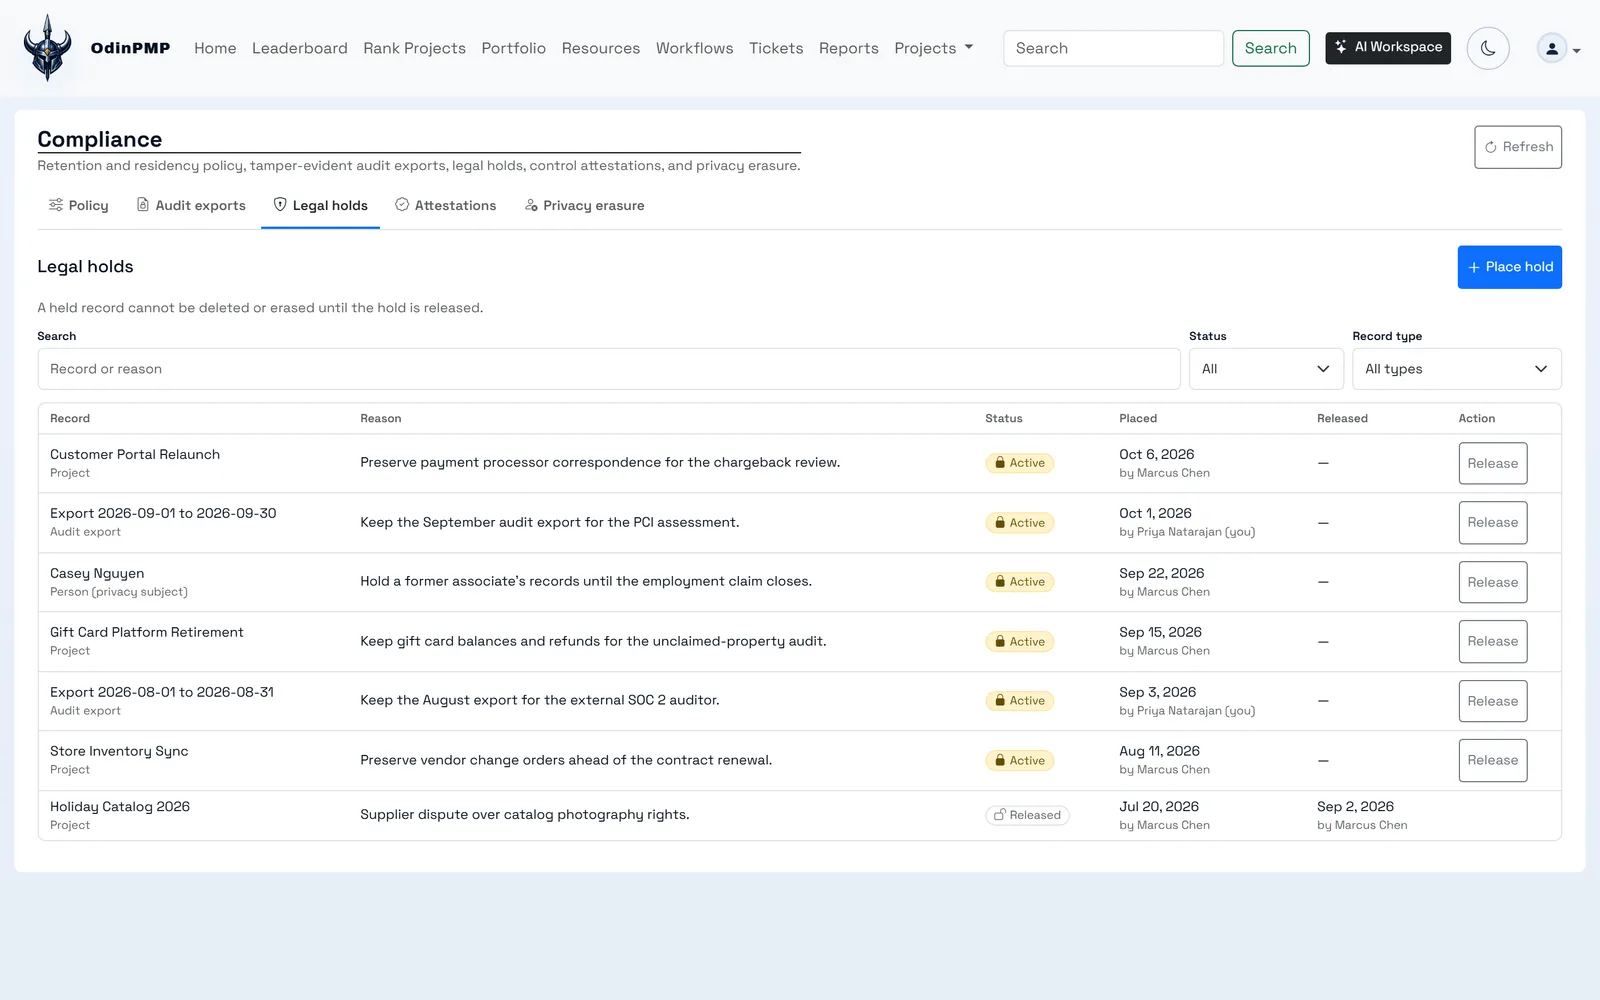 OdinPMP
Home Leaderboard Rank Projects Portfolio Resources Workflows Tickets Reports Projects
Search
Search
AI Workspace
Compliance
Retention and residency policy, tamper-evident audit exports, legal holds, control attestations, and privacy erasure.
Refresh
Policy Audit exports Legal holds Attestations Privacy erasure
Legal holds
Place hold
A held record cannot be deleted or erased until the hold is released.
Search Status Record type
Record or reason All All types
Record Reason Status Placed Released Action
Customer Portal Relaunch
Project
Preserve payment processor correspondence for the chargeback review.
Active
Oct 6, 2026
by Marcus Chen
—
Release
Export 2026-09-01 to 2026-09-30
Audit export
Keep the September audit export for the PCI assessment.
Active
Oct 1, 2026
by Priya Natarajan (you)
—
Release
Casey Nguyen
Person (privacy subject)
Hold a former associate's records until the employment claim closes.
Active
Sep 22, 2026
by Marcus Chen
—
Release
Gift Card Platform Retirement
Project
Keep gift card balances and refunds for the unclaimed-property audit.
Active
Sep 15, 2026
by Marcus Chen
—
Release
Export 2026-08-01 to 2026-08-31
Audit export
Keep the August export for the external SOC 2 auditor.
Active
Sep 3, 2026
by Priya Natarajan (you)
—
Release
Store Inventory Sync
Project
Preserve vendor change orders ahead of the contract renewal.
Active
Aug 11, 2026
by Marcus Chen
—
Release
Holiday Catalog 2026
Project
Supplier dispute over catalog photography rights.
Released
Jul 20, 2026
by Marcus Chen
Sep 2, 2026
by Marcus Chen